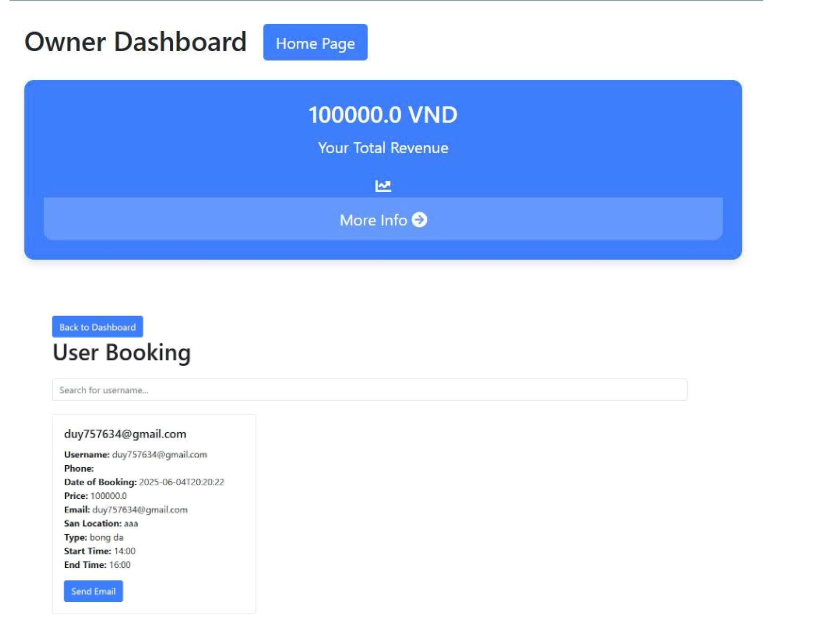 Owner Dashboard Home Page
100000.0 VND
Your Total Revenue
More Info
Back to Dashboard
User Booking
Search for username...
duy757634@gmail.com
Username: duy757634@gmail.com
Phone:
Date of Booking: 2025-06-04T20:20:22
Price: 100000.0
Email: duy757634@gmail.com
San Location: aaa
Type: bong da
Start Time: 14:00
End Time: 16:00
Send Email